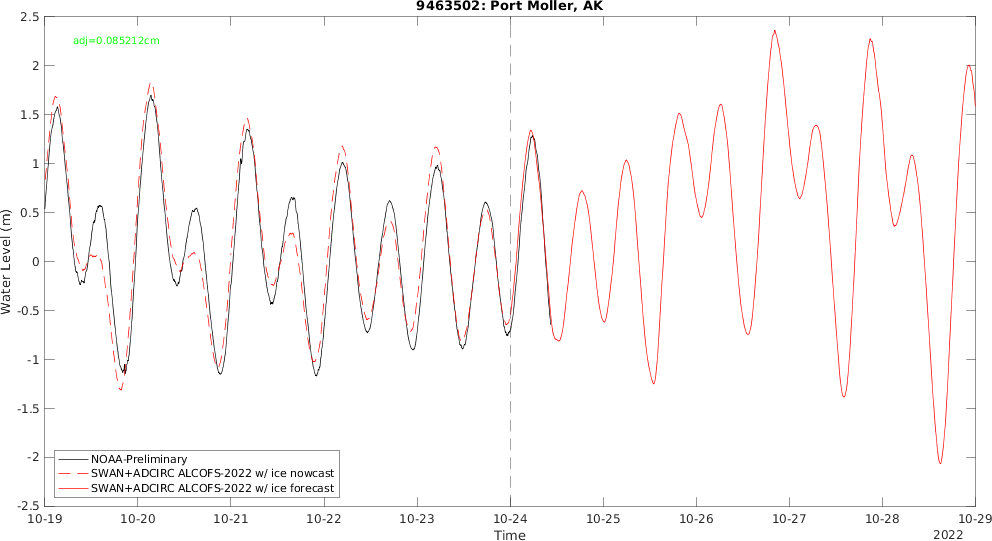 9463502: Port Moller, AK
adj=0.085212cm
Water Level (m)
2.5
2
1.5
1
0.5
0
-0.5
-1
-1.5
-2
-2.5
NOAA-Preliminary
SWAN+ADCIRC ALCOFS-2022 w/ ice nowcast
SWAN+ADCIRC ALCOFS-2022 w/ ice forecast
10-19 10-20 10-21 10-22 10-23 10-24 10-25 10-26 10-27 10-28 10-29
Time
2022